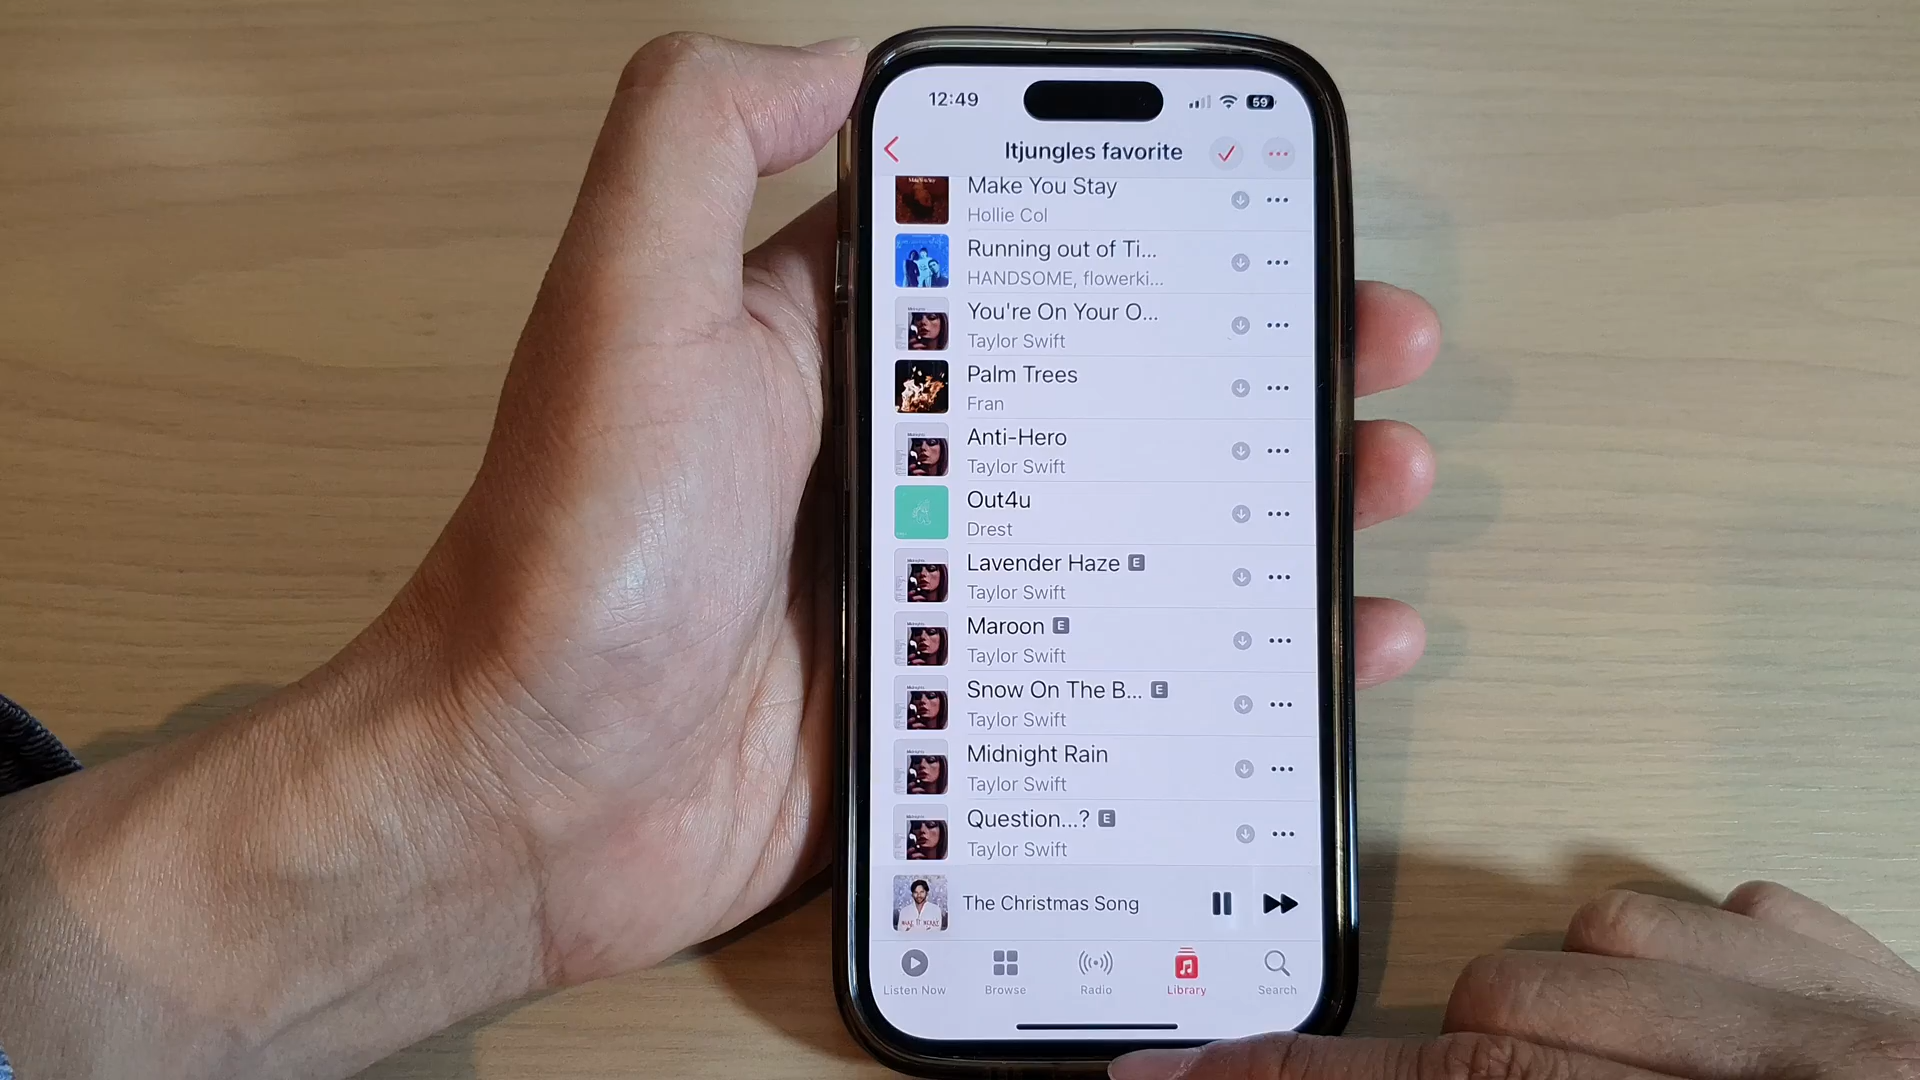 12:49
59
Itjungles favorite
Make You Stay
Hollie Col
Running out of Ti...
HANDSOME, flowerki...
You're On Your O...
Taylor Swift
Palm Trees
Fran
Anti-Hero
Taylor Swift
Out4u
Drest
Lavender Haze E
Taylor Swift
Maroon E
Taylor Swift
Snow On The B... E
Taylor Swift
Midnight Rain
Taylor Swift
Question...? E
Taylor Swift
The Christmas Song
Listen Now
Browse
Radio
Library
Search